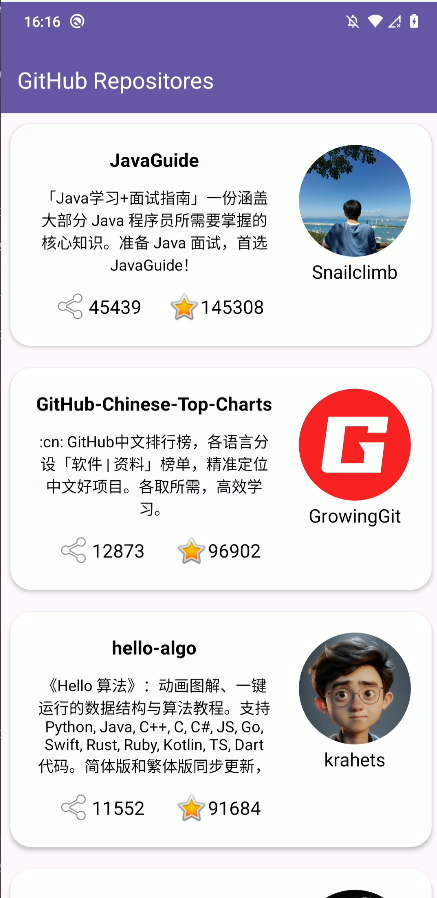 16:16
GitHub Repositores
JavaGuide
「Java学习+面试指南」一份涵盖
大部分 Java 程序员所需要掌握的
核心知识。准备 Java 面试，首选
JavaGuide！
Snailclimb
45439 145308
GitHub-Chinese-Top-Charts
:cn: GitHub中文排行榜，各语言分
设「软件 | 资料」榜单，精准定位
中文好项目。各取所需，高效学
习。
GrowingGit
12873 96902
hello-algo
《Hello 算法》：动画图解、一键
运行的数据结构与算法教程。支持
Python, Java, C++, C, C#, JS, Go,
Swift, Rust, Ruby, Kotlin, TS, Dart
代码。简体版和繁体版同步更新，
krahets
11552 91684